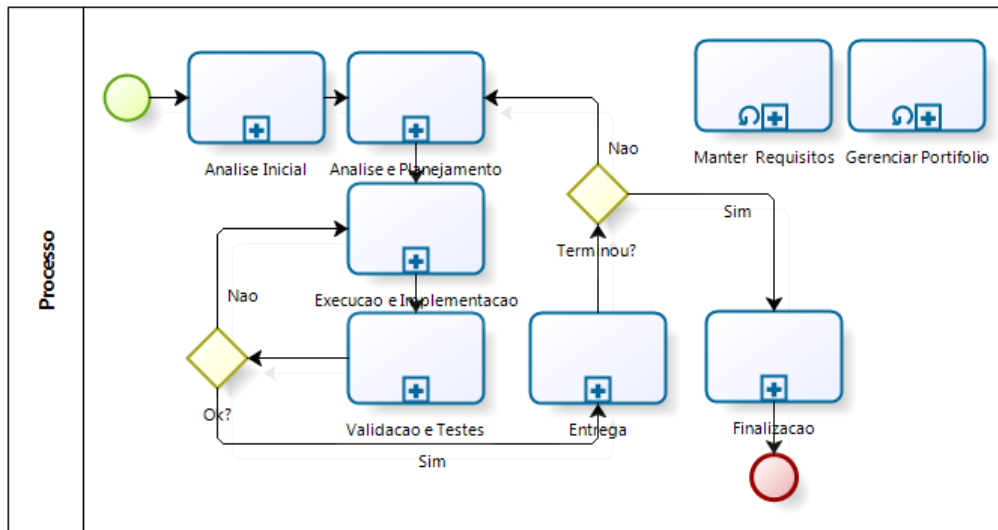 Processo
Analise Inicial
Analise e Planejamento
Nao
Manter Requisitos
Gerenciar Portifolio
Sim
Terminou?
Nao
Execucao e Implementacao
Ok?
Validacao e Testes
Entrega
Finalizacao
Sim